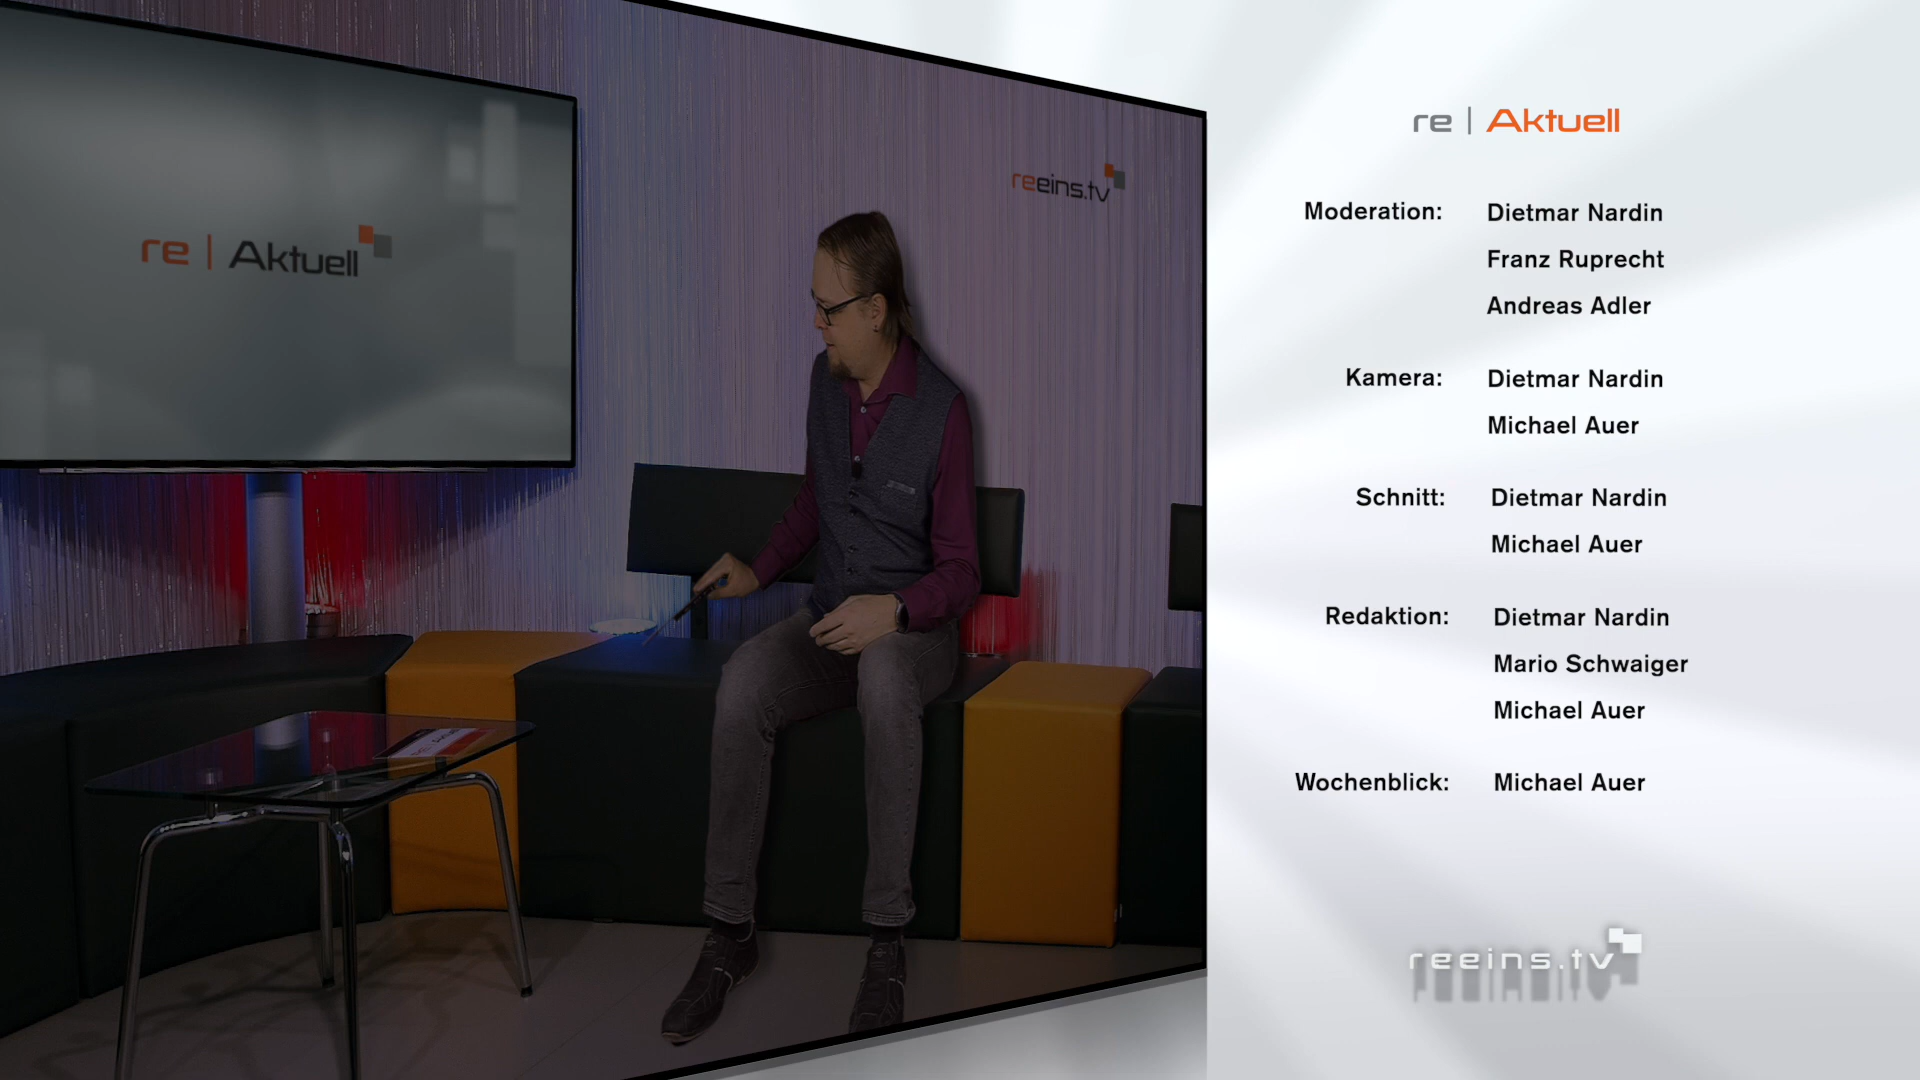 re | Aktuell
reeins.tv
re | Aktuell
Moderation: Dietmar Nardin
Franz Ruprecht
Andreas Adler
Kamera: Dietmar Nardin
Michael Auer
Schnitt: Dietmar Nardin
Michael Auer
Redaktion: Dietmar Nardin
Mario Schwaiger
Michael Auer
Wochenblick: Michael Auer
reeins.tv